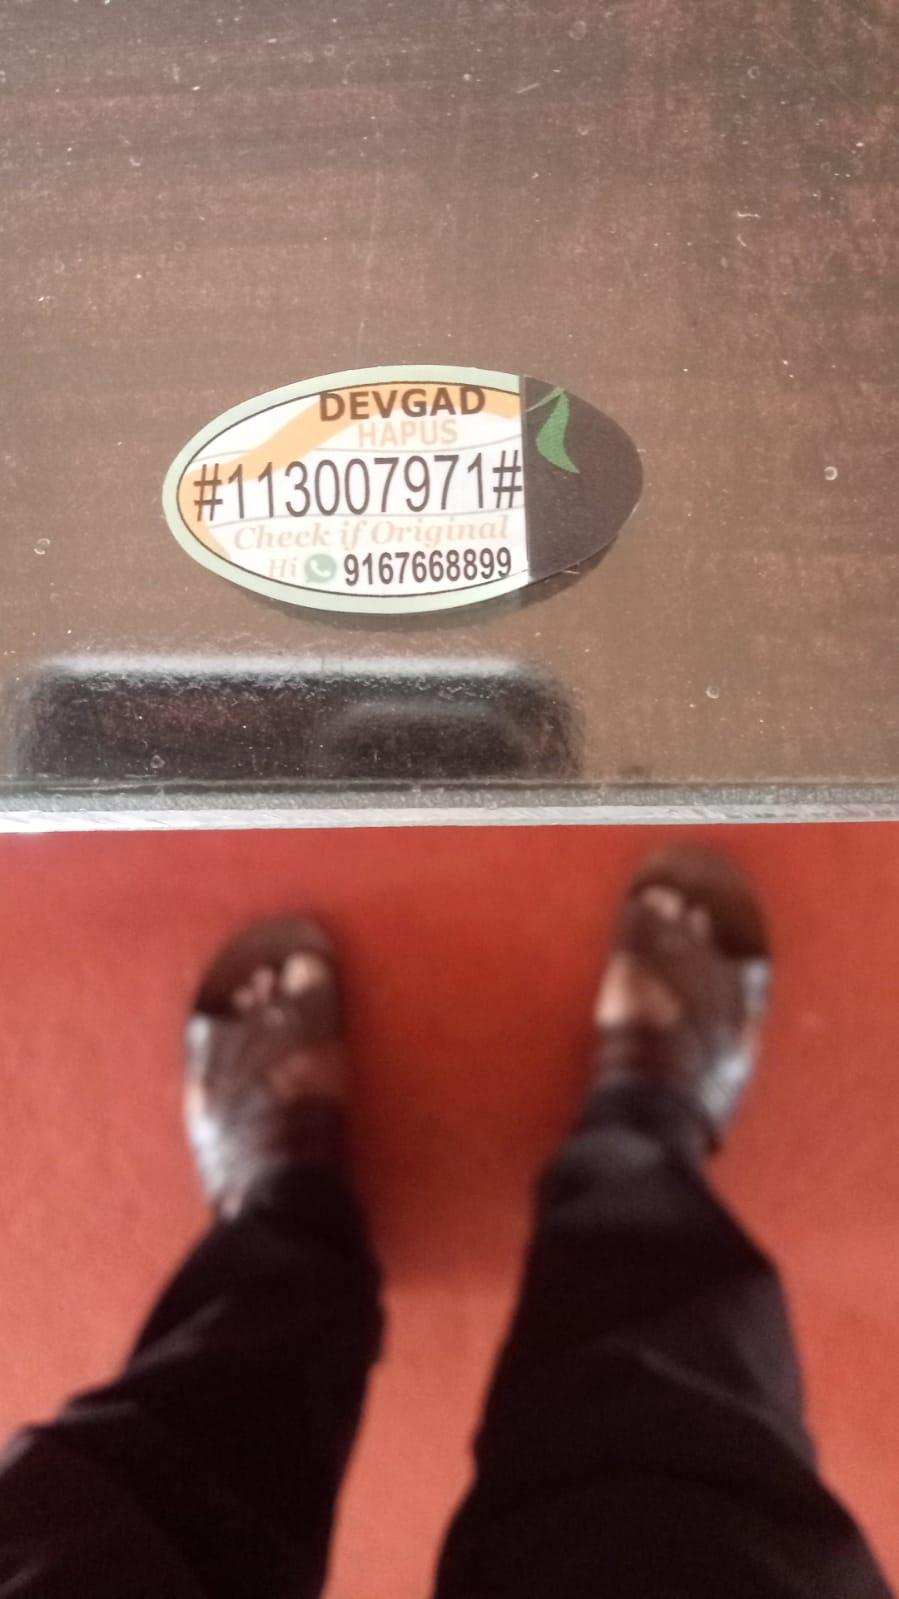 DEVGAD
HAPUS
#113007971#
Check if Original
Hi 9167668899